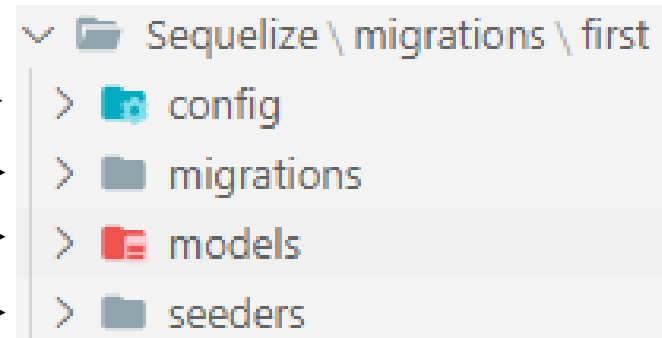 Sequelize \ migrations \ first
config
migrations
models
seeders